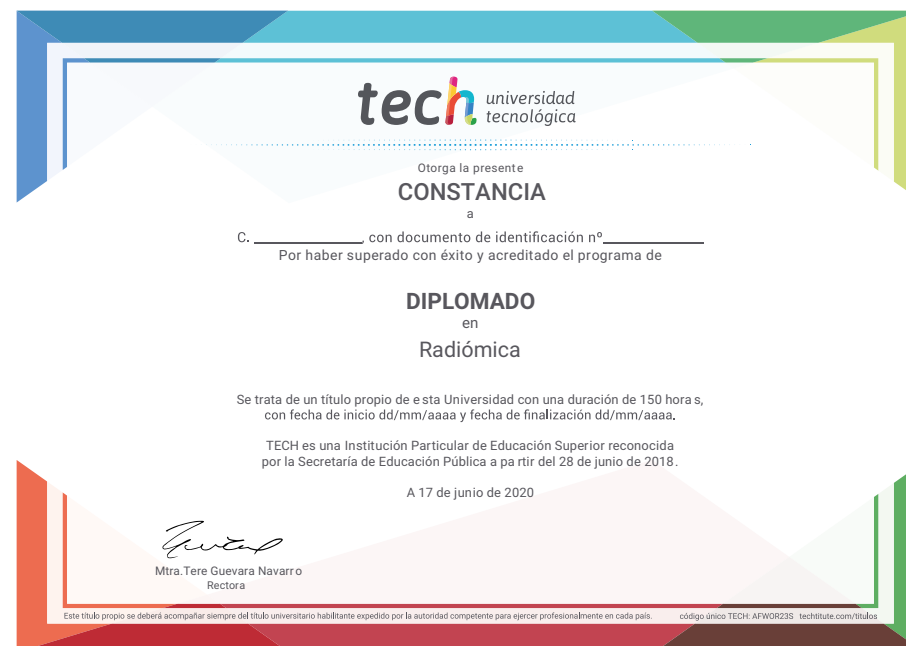 tech universidad
tecnológica
Otorga la presente
CONSTANCIA
a
C. ____________, con documento de identificación nº____________
Por haber superado con éxito y acreditado el programa de
DIPLOMADO
en
Radiómica
Se trata de un título propio de esta Universidad con una duración de 150 horas,
con fecha de inicio dd/mm/aaaa y fecha de finalización dd/mm/aaaa.
TECH es una Institución Particular de Educación Superior reconocida
por la Secretaría de Educación Pública a partir del 28 de junio de 2018.
A 17 de junio de 2020
Mtra.Tere Guevara Navarro
Rectora
Este título propio se deberá acompañar siempre del título universitario habilitante expedido por la autoridad competente para ejercer profesionalmente en cada país. código único TECH: AFWOR23S techtitute.com/titulos